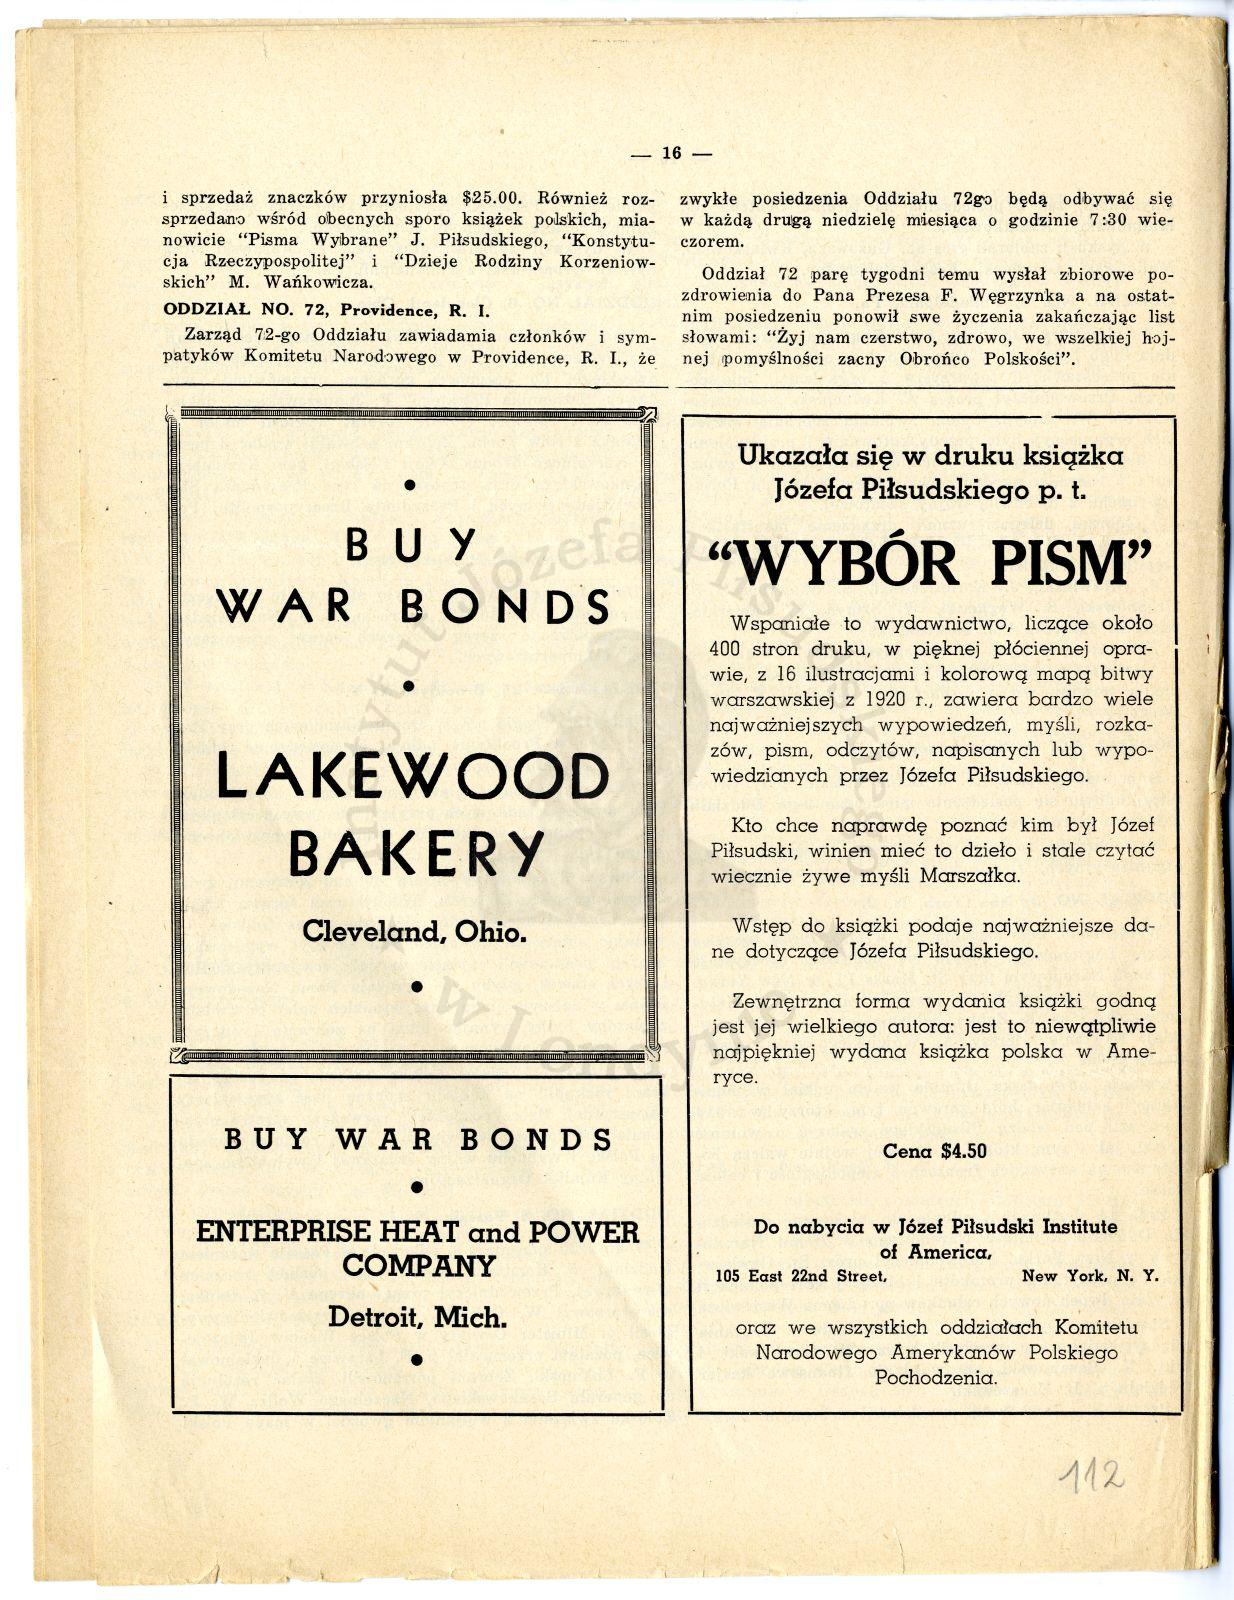 — 16 —
i sprzedaż znaczków przyniosła $25.00. Również roz-
sprzedano wśród obecnych sporo książek polskich, mia-
nowicie “Pisma Wybrane” J. Piłsudskiego, “Konstytu-
cja Rzeczypospolitej” i “Dzieje Rodziny Korzeniow-
skich” M. Wańkowicza.
ODDZIAŁ NO. 72, Providence, R. I.
Zarząd 72-go Oddziału zawiadamia członków i sym-
patyków Komitetu Narodowego w Providence, R. I., że
zwykłe posiedzenia Oddziału 72go będą odbywać się
w każdą drugą niedzielę miesiąca o godzinie 7:30 wie-
czorem.
Oddział 72 parę tygodni temu wysłał zbiorowe po-
zdrowienia do Pana Prezesa F. Węgrzynka a na ostat-
nim posiedzeniu ponowił swe życzenia zakańczając list
słowami: “Żyj nam czerstwo, zdrowo, we wszelkiej hoj-
nej pomyślności zacny Obrońco Polskości”.
BUY
WAR BONDS
LAKEWOOD
BAKERY
Cleveland, Ohio.
BUY WAR BONDS
ENTERPRISE HEAT and POWER
COMPANY
Detroit, Mich.
Ukazała się w druku książka
Józefa Piłsudskiego p. t.
“WYBÓR PISM”
Wspaniałe to wydawnictwo, liczące około
400 stron druku, w pięknej płóciennej opra-
wie, z 16 ilustracjami i kolorową mapą bitwy
warszawskiej z 1920 r., zawiera bardzo wiele
najważniejszych wypowiedzeń, myśli, rozka-
zów, pism, odczytów, napisanych lub wypo-
wiedzianych przez Józefa Piłsudskiego.
Kto chce naprawdę poznać kim był Józef
Piłsudski, winien mieć to dzieło i stale czytać
wiecznie żywe myśli Marszałka.
Wstęp do książki podaje najważniejsze da-
ne dotyczące Józefa Piłsudskiego.
Zewnętrzna forma wydania książki godną
jest jej wielkiego autora: jest to niewątpliwie
najpiękniej wydana książka polska w Ame-
ryce.
Cena $4.50
Do nabycia w Józef Piłsudski Institute
of America,
105 East 22nd Street, New York, N. Y.
oraz we wszystkich oddziałach Komitetu
Narodowego Amerykanów Polskiego
Pochodzenia.
112
Instytut Józefa Piłsudskiego
w Londynie